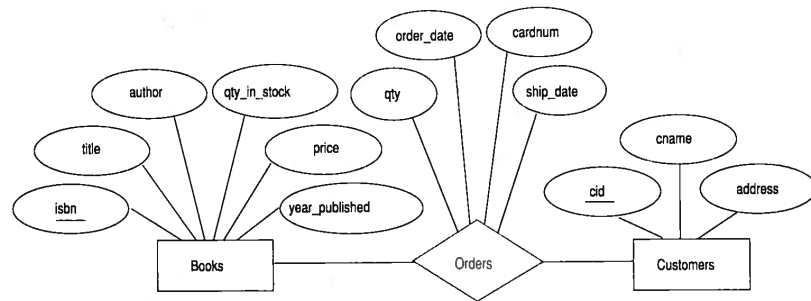 order_date
cardnum
author
qty_in_stock
qty
ship_date
title
price
cname
isbn
year_published
cid
address
Books
Orders
Customers